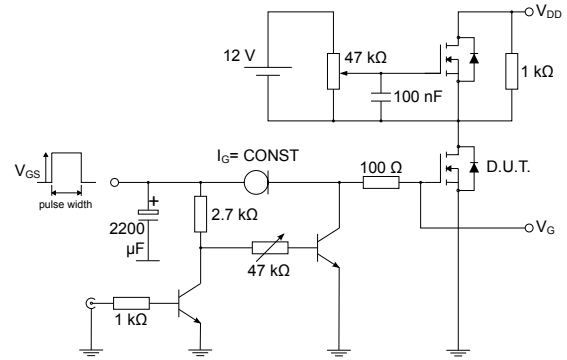 V_DD
12 V
47 kΩ
1 kΩ
100 nF
V_GS
pulse width
I_G= CONST
100 Ω
D.U.T.
+
2200
μF
2.7 kΩ
47 kΩ
V_G
1 kΩ